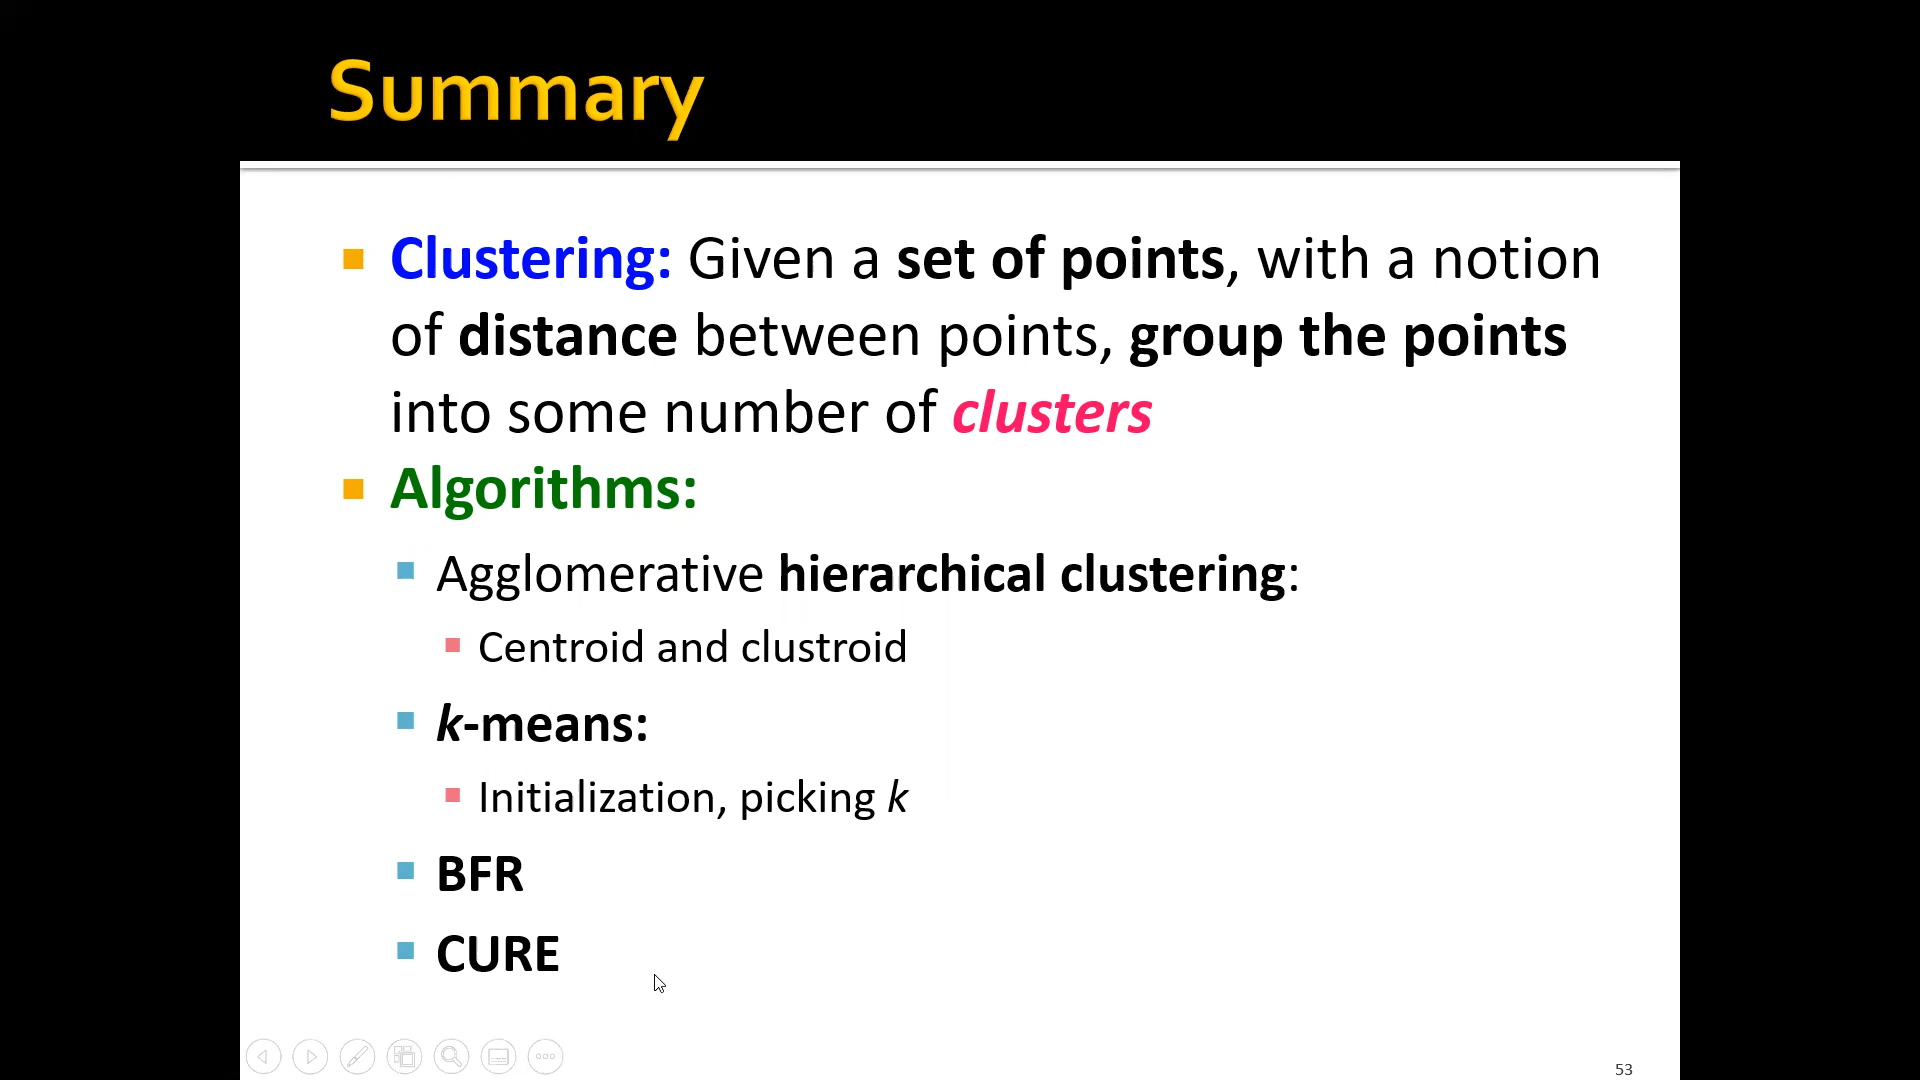 Summary
Clustering: Given a set of points, with a notion
of distance between points, group the points
into some number of clusters
Algorithms:
Agglomerative hierarchical clustering:
Centroid and clustroid
k-means:
Initialization, picking k
BFR
CURE
53